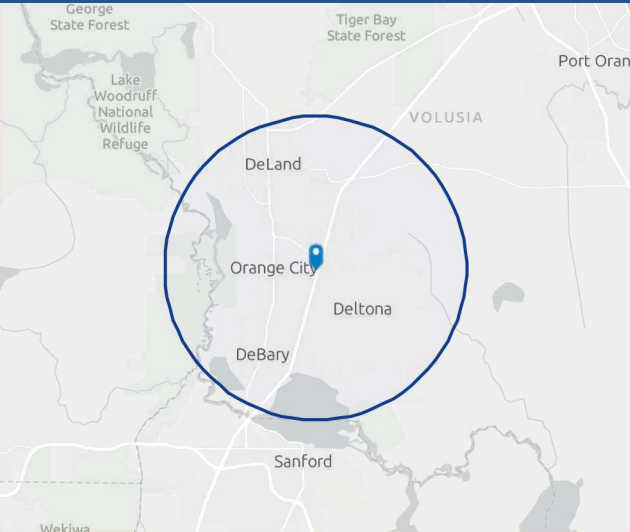 George
State Forest
Tiger Bay
State Forest
Port Oran
Lake
Woodruff
National
Wildlife
Refuge
VOLUSIA
DeLand
Orange City
Deltona
DeBary
Sanford
Wekiwa